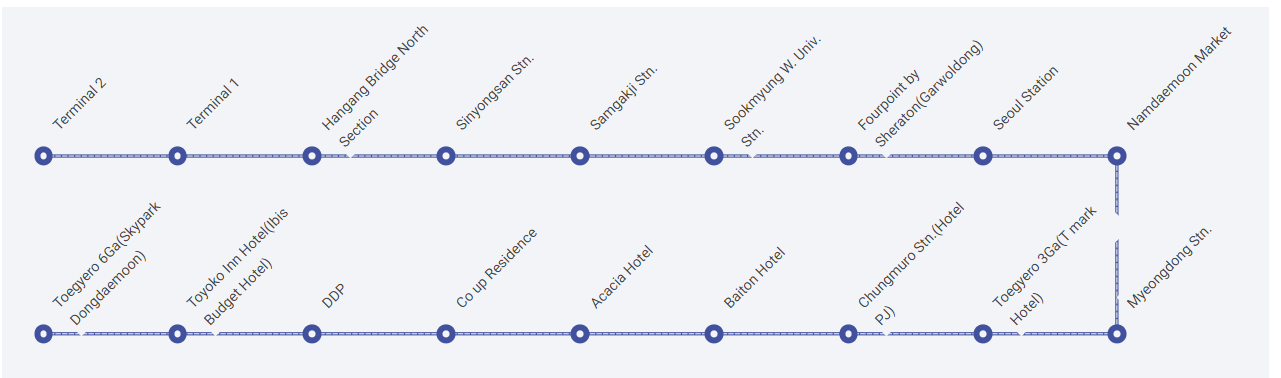 Terminal 2
Terminal 1
Hangang Bridge North
Section
Sinyongsan Stn.
Samgakji Stn.
Sookmyung W. Univ.
Stn.
Fourpoint by
Sheraton(Garwoldong)
Seoul Station
Namdaemoon Market
Toegyero 6Ga(Skypark
Dongdaemoon)
Toyoko Inn Hotel(Ibis
Budget Hotel)
DDP
Co up Residence
Acacia Hotel
Baiton Hotel
Chungmuro Stn.(Hotel
PJ)
Toegyero 3Ga(T mark
Hotel)
Myeongdong Stn.